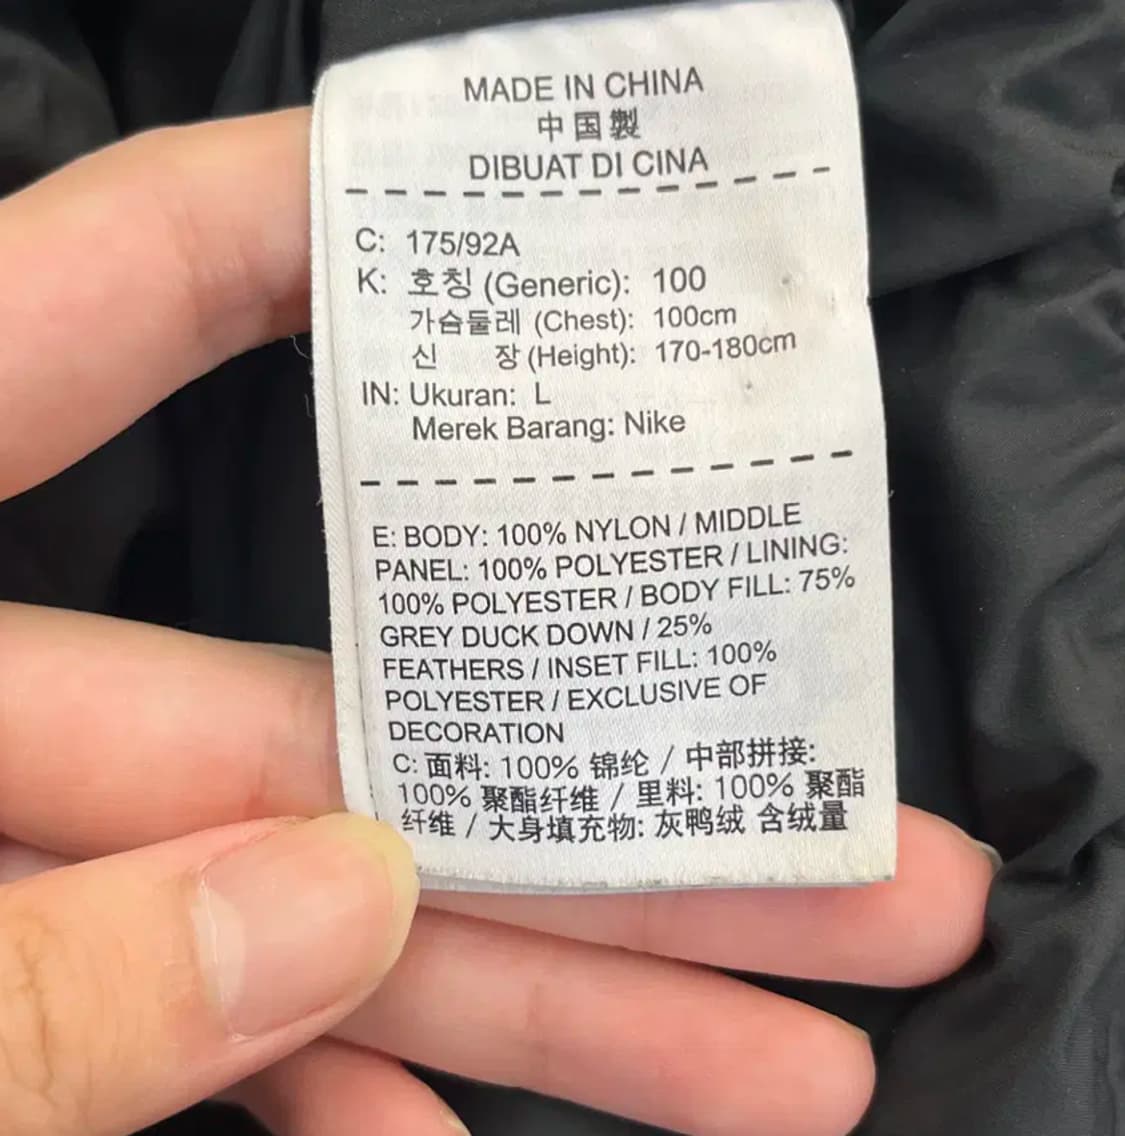 MADE IN CHINA
中国製
DIBUAT DI CINA
C: 175/92A
K: 호칭 (Generic): 100
가슴둘레 (Chest): 100cm
신 장 (Height): 170-180cm
IN: Ukuran: L
Merek Barang: Nike
E: BODY: 100% NYLON / MIDDLE
PANEL: 100% POLYESTER / LINING:
100% POLYESTER / BODY FILL: 75%
GREY DUCK DOWN / 25%
FEATHERS / INSET FILL: 100%
POLYESTER / EXCLUSIVE OF
DECORATION
C: 面料: 100% 锦纶 / 中部拼接:
100% 聚酯纤维 / 里料: 100% 聚酯
纤维 / 大身填充物: 灰鸭绒 含绒量